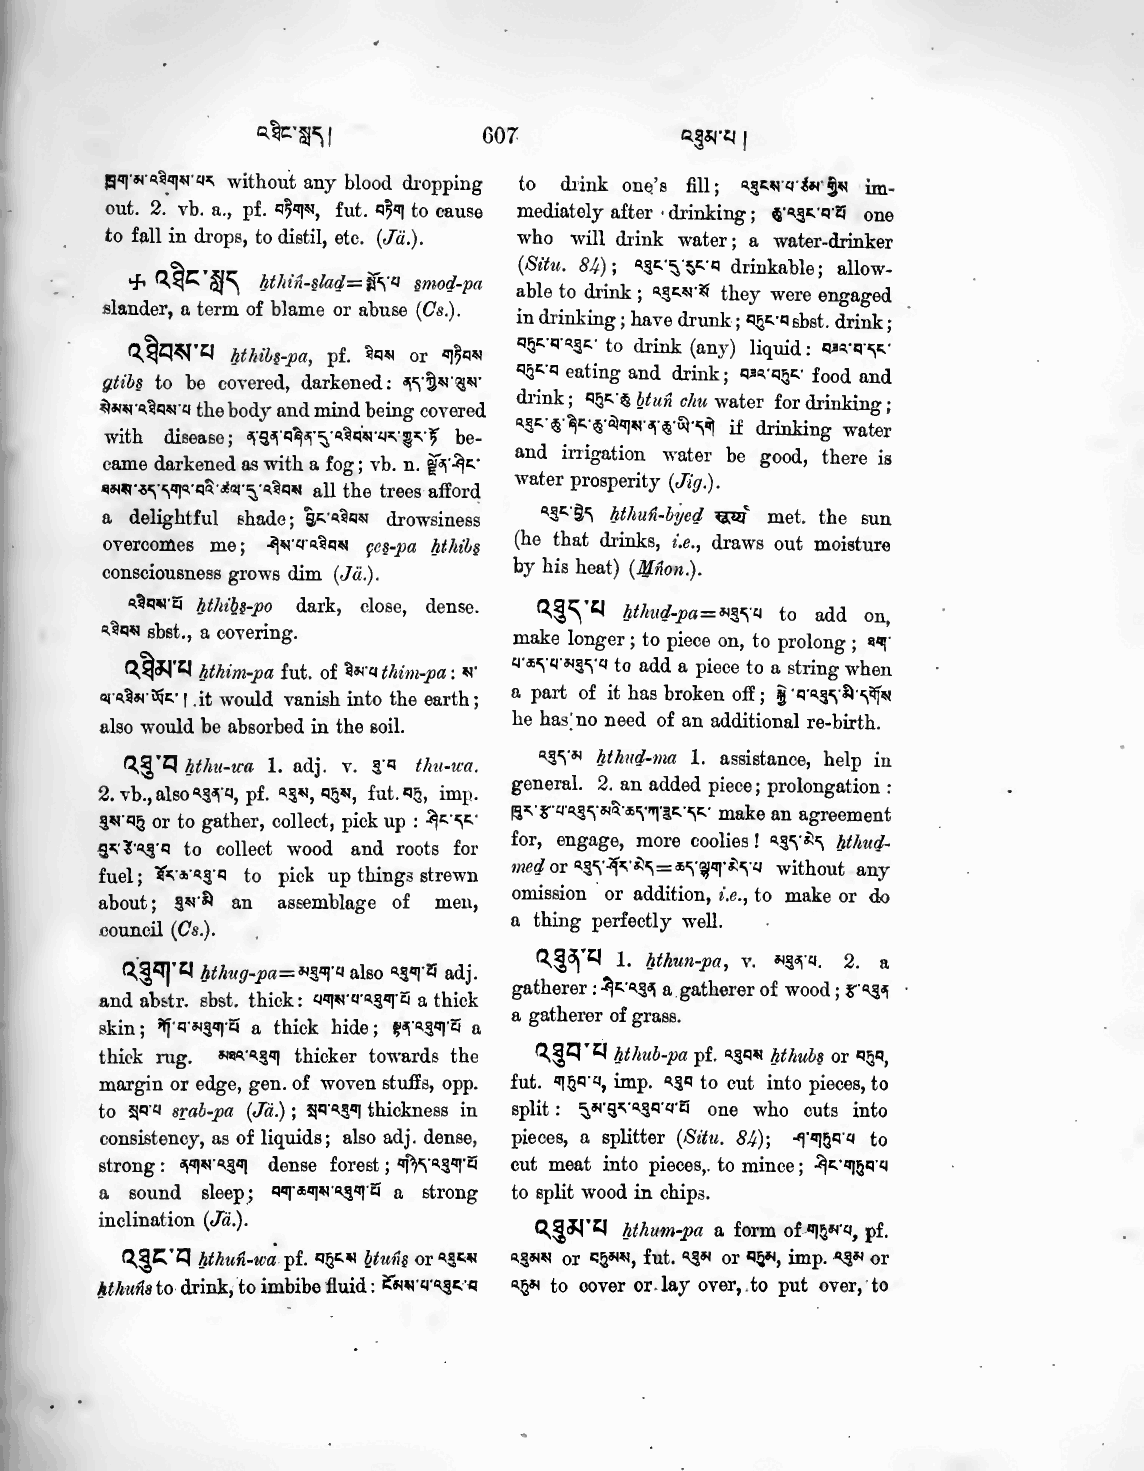 འཐིང་སླད། 607 འཐུམ་པ།
ཁྲག་མ་འཐིགས་པར without any blood dropping
out. 2. vb. a., pf. བཏིགས, fut. བཏིག to cause
to fall in drops, to distil, etc. (Jä.).
+ འཐིང་སླད ḥthiń-s̱laḏ=སྨོད་པ s̱moḏ-pa
slander, a term of blame or abuse (Cs.).
འཐིབས་པ ḥthibs̱-pa, pf. ཐིབས or གཏིབས
gtibs̱ to be covered, darkened: ནད་ཀྱིས་ལུས་
སེམས་འཐིབས་པ the body and mind being covered
with disease; ན་བུན་བཞིན་དུ་འཐིབས་པར་གྱུར་ཏོ be-
came darkened as with a fog; vb. n. ལྗོན་ཤིང་
ཐམས་ཅད་དགའ་བའི་ཚལ་དུ་འཐིབས all the trees afford
a delightful shade; བྱིང་འཐིབས drowsiness
overcomes me; ཤེས་པ་འཐིབས çes̱-pa ḥthibs̱
consciousness grows dim (Jä.).
འཐིབས་པོ ḥthiḇs̱-po dark, close, dense.
འཐིབས sbst., a covering.
འཐིམ་པ ḥthim-pa fut. of ཐིམ་པ thim-pa: ས་
ལ་འཐིམ་ཡོང་། it would vanish into the earth;
also would be absorbed in the soil.
འཐུ་བ ḥthu-wa 1. adj. v. ཐུ་བ thu-wa.
2. vb., also འཐུན་པ, pf. འཐུས, བཏུས, fut. བཏུ, imp.
ཐུས་བཏུ or to gather, collect, pick up: ཤིང་དང་
ཕུང་རྩེ་འཐུ་བ to collect wood and roots for
fuel; ཐོར་ཆ་འཐུ་བ to pick up things strewn
about; ཐུས་མི an assemblage of men,
council (Cs.).
འཐུག་པ ḥthug-pa=མཐུག་པ also འཐུག་པོ adj.
and abstr. sbst. thick: པགས་པ་འཐུག་པོ a thick
skin; ཀོ་བ་མཐུག་པོ a thick hide; སྟན་འཐུག་པོ a
thick rug. མཐའ་འཐུག thicker towards the
margin or edge, gen. of woven stuffs, opp.
to སྲབ་པ sṟab-pa (Jä.); སླབ་འཐུག thickness in
consistency, as of liquids; also adj. dense,
strong: ནགས་འཐུག dense forest; གཉིད་འཐུག་པོ
a sound sleep; བག་ཆགས་འཐུག་པོ a strong
inclination (Jä.).
འཐུང་བ ḥthuń-wa pf. བཏུངས ḇtuńs̱ or འཐུངས
ḥthuńs to drink, to imbibe fluid: ངོམས་པ་འཐུང་བ
to drink one's fill; འཐུངས་པ་ཙམ་གྱིས im-
mediately after drinking; ཆུ་འཐུང་བ་པོ one
who will drink water; a water-drinker
(Situ. 84); འཐུང་དུ་རུང་བ drinkable; allow-
able to drink; འཐུངས་སོ they were engaged
in drinking; have drunk; བཏུང་བ sbst. drink;
བཏུང་བ་འཐུང་ to drink (any) liquid: བཟའ་བ་དང་
བཏུང་བ eating and drink; བཟའ་བཏུང་ food and
drink; བཏུང་ཆུ ḇtuń chu water for drinking;
འཐུང་ཆུ་ཞིང་ཆུ་ལེགས་ན་ཆུ་ཡི་དགེ if drinking water
and irrigation water be good, there is
water prosperity (Jig.).
འཐུང་བྱེད ḥthuń-byeḏ सूर्य्य met. the sun
(he that drinks, i.e., draws out moisture
by his heat) (Mńon.).
འཐུད་པ ḥthuḏ-pa=མཐུད་པ to add on,
make longer; to piece on, to prolong; ཐག་
པ་ཆད་པ་མཐུད་པ to add a piece to a string when
a part of it has broken off; སྐྱེ་བ་འཐུད་མི་དགོས
he has no need of an additional re-birth.
འཐུད་མ ḥthuḏ-ma 1. assistance, help in
general. 2. an added piece; prolongation:
ཁུར་རྩ་པ་འཐུད་མའི་ཆད་ཀ་ཟུང་དང་ make an agreement
for, engage, more coolies! འཐུད་མེད ḥthuḏ-
meḏ or འཐུད་ཤོར་མེད=ཆད་ལྷག་མེད་པ without any
omission or addition, i.e., to make or do
a thing perfectly well.
འཐུན་པ 1. ḥthun-pa, v. མཐུན་པ. 2. a
gatherer: ཤིང་འཐུན a gatherer of wood; རྩ་འཐུན
a gatherer of grass.
འཐུབ་པ ḥthub-pa pf. འཐུབས ḥthubs̱ or བཏུབ,
fut. གཏུབ་པ, imp. འཐུབ to cut into pieces, to
split: དུམ་བུར་འཐུབ་པ་པོ one who cuts into
pieces, a splitter (Situ. 84); ཤ་གཏུབ་པ to
cut meat into pieces, to mince; ཤིང་གཏུབ་པ
to split wood in chips.
འཐུམ་པ ḥthum-pa a form of གཏུམས་པ, pf.
འཐུམས or བཏུམས, fut. འཐུམ or བཏུམ, imp. འཐུམ or
བཏུམ to cover or lay over, to put over, to